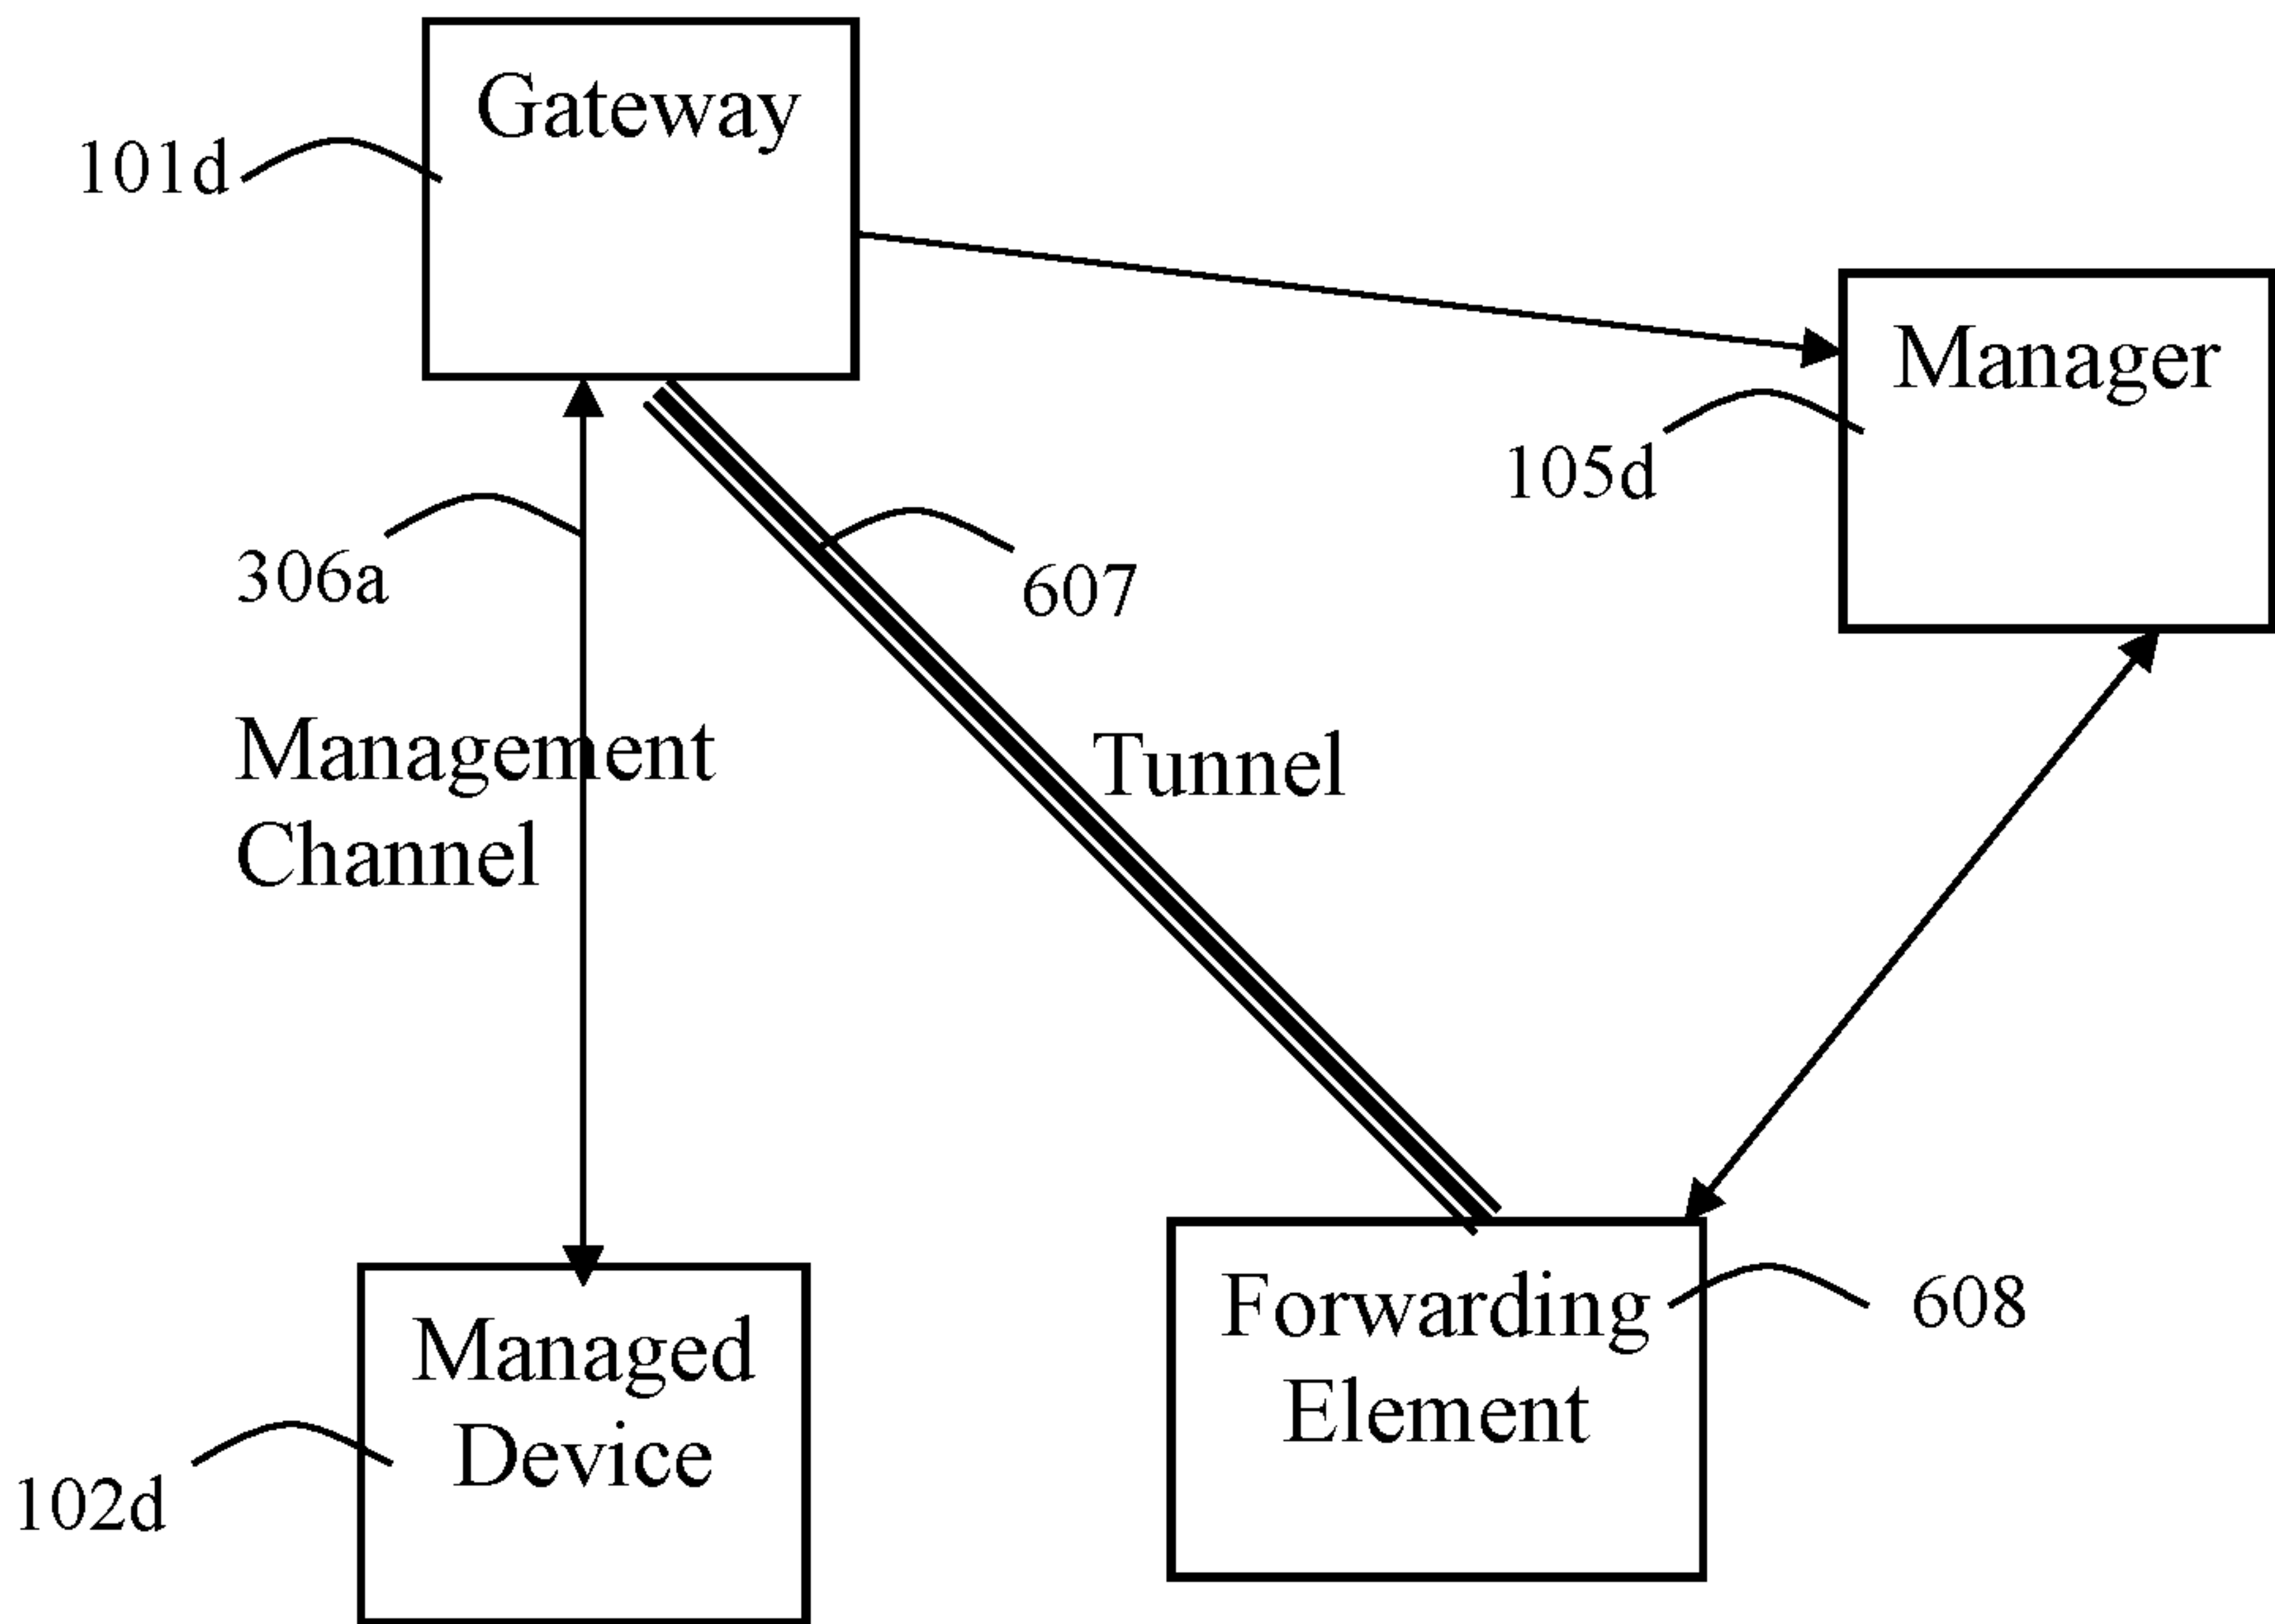 Gateway
101d
Manager
105d
306a
607
Management
Channel
Tunnel
Managed
Device
102d
Forwarding
Element
608